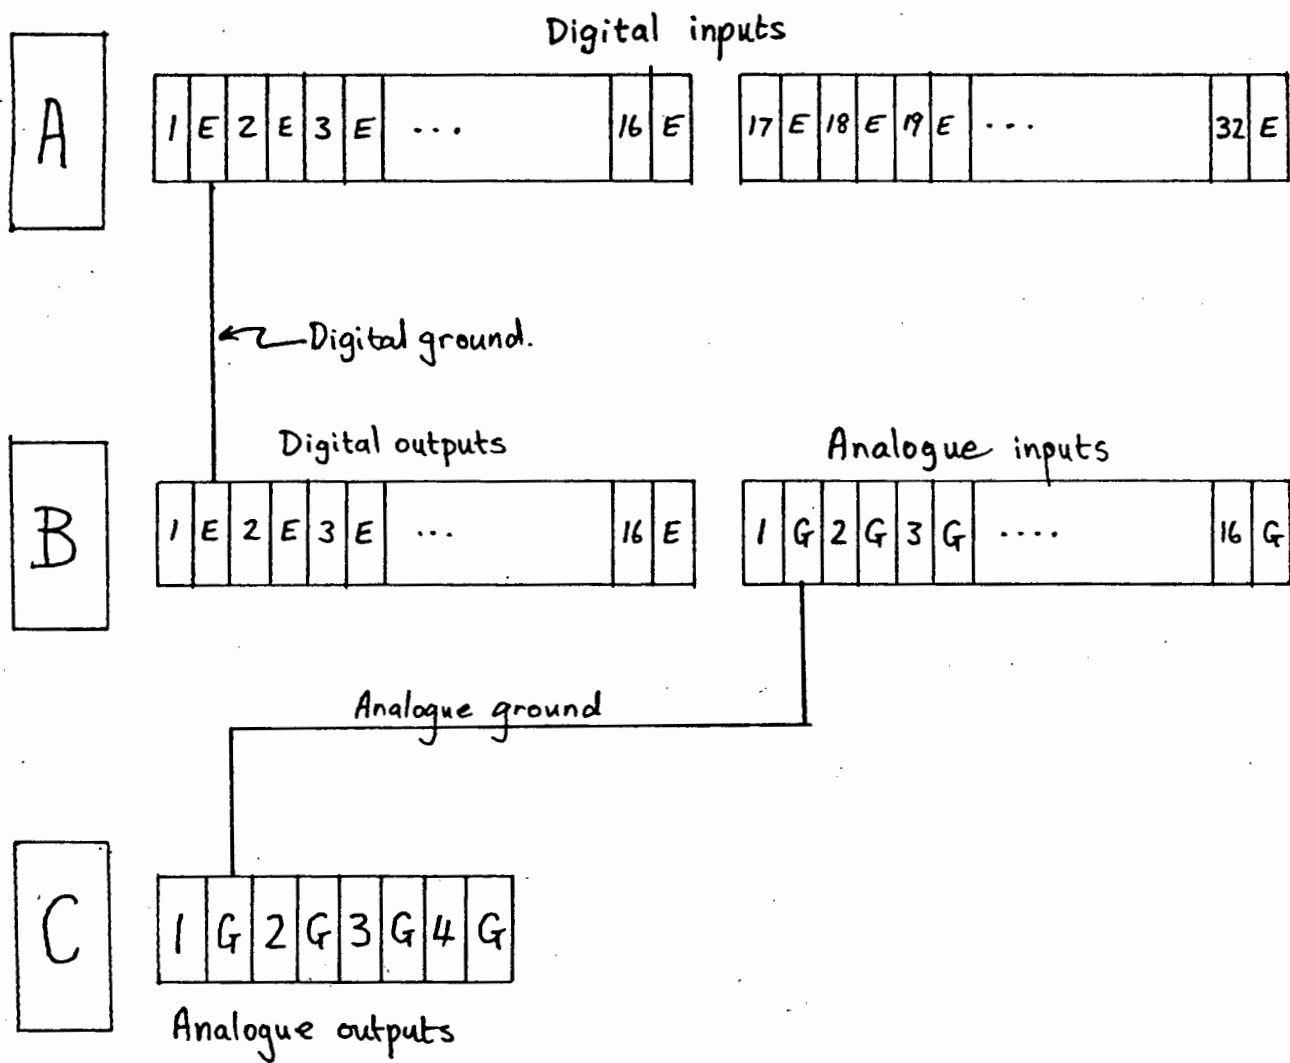 Digital inputs
A
1 E 2 E 3 E ... 16 E
17 E 18 E 19 E ... 32 E
Digital ground.
Digital outputs
Analogue inputs
B
1 E 2 E 3 E ... 16 E
1 G 2 G 3 G .... 16 G
Analogue ground
C
1 G 2 G 3 G 4 G
Analogue outputs